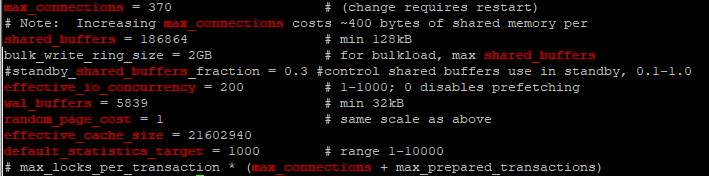 max_connections = 370 # (change requires restart)
# Note: Increasing max_connections costs ~400 bytes of shared memory per
shared_buffers = 186864 # min 128kB
bulk_write_ring_size = 2GB # for bulkload, max shared_buffers
#standby_shared_buffers_fraction = 0.3 #control shared buffers use in standby, 0.1-1.0
effective_io_concurrency = 200 # 1-1000; 0 disables prefetching
wal_buffers = 5839 # min 32kB
random_page_cost = 1 # same scale as above
effective_cache_size = 21602940
default_statistics_target = 1000 # range 1-10000
# max_locks_per_transaction * (max_connections + max_prepared_transactions)